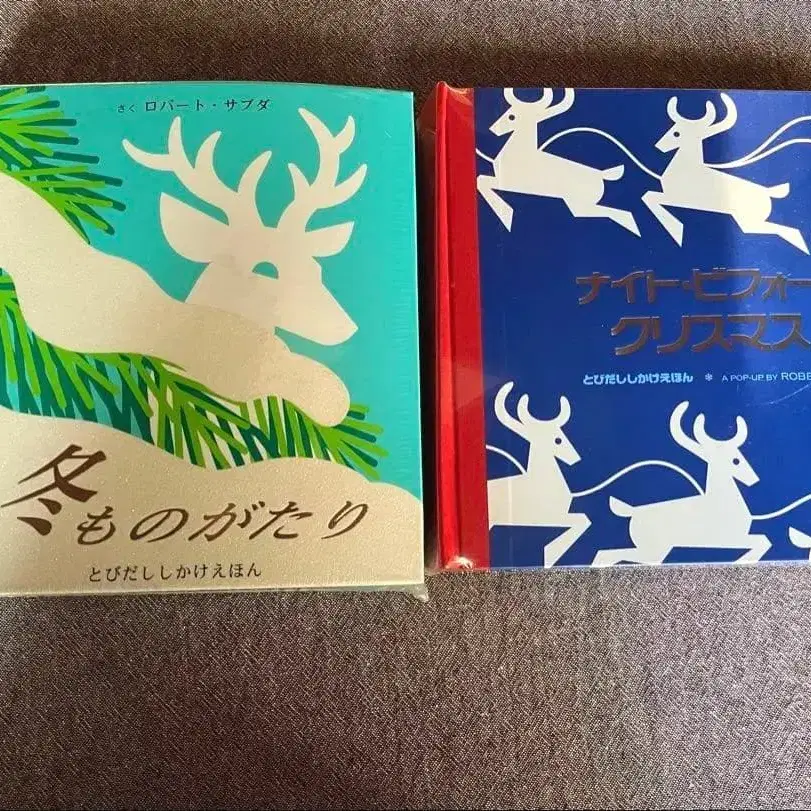 さく ロバート・サブダ
冬ものがたり
とびだししかけえほん
ナイト・ビフォー
クリスマス
とびだししかけえほん ❄ A POP-UP BY ROBE